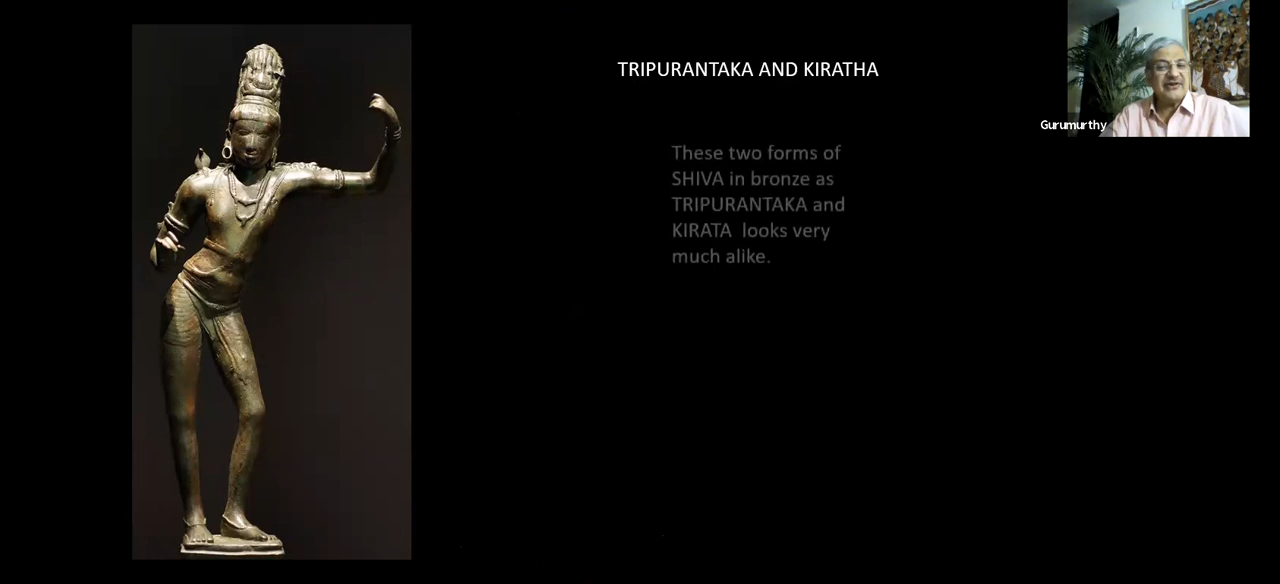 TRIPURANTAKA AND KIRATHA
Gurumurthy
These two forms of
SHIVA in bronze as
TRIPURANTAKA and
KIRATA looks very
much alike.